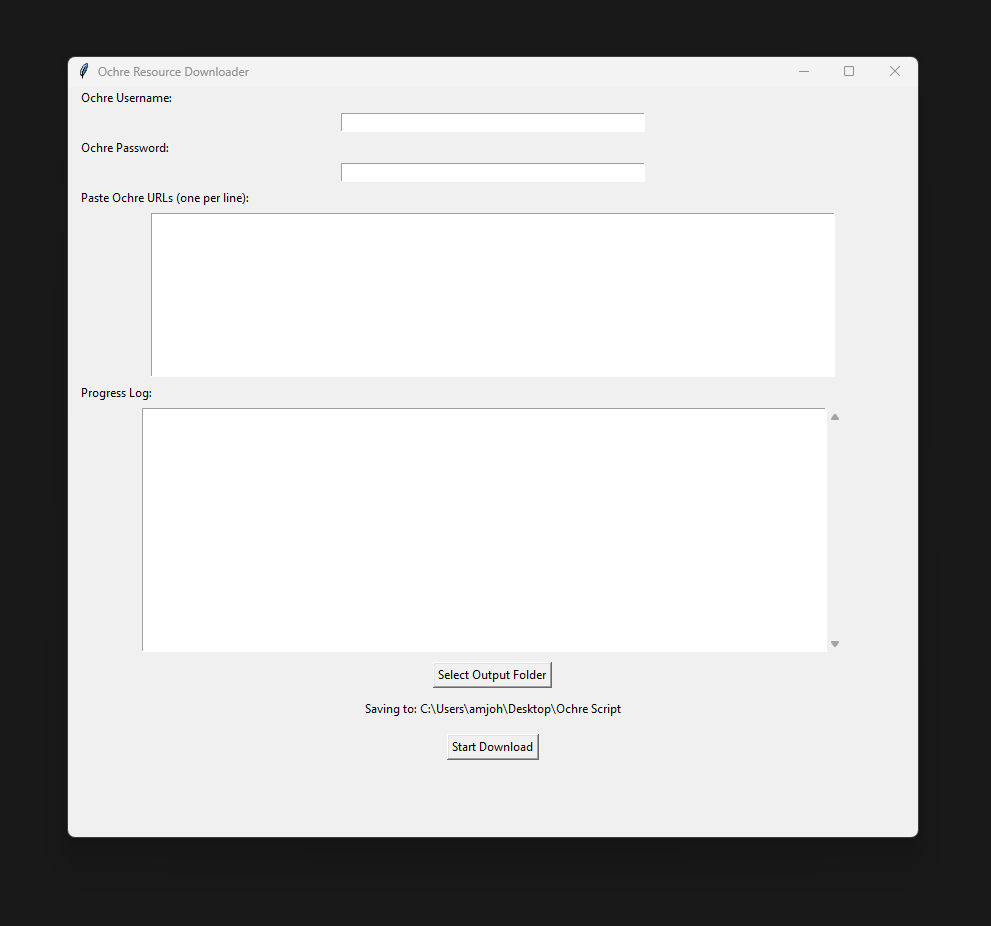 Ochre Resource Downloader
Ochre Username:
Ochre Password:
Paste Ochre URLs (one per line):
Progress Log:
Select Output Folder
Saving to: C:\Users\amjoh\Desktop\Ochre Script
Start Download